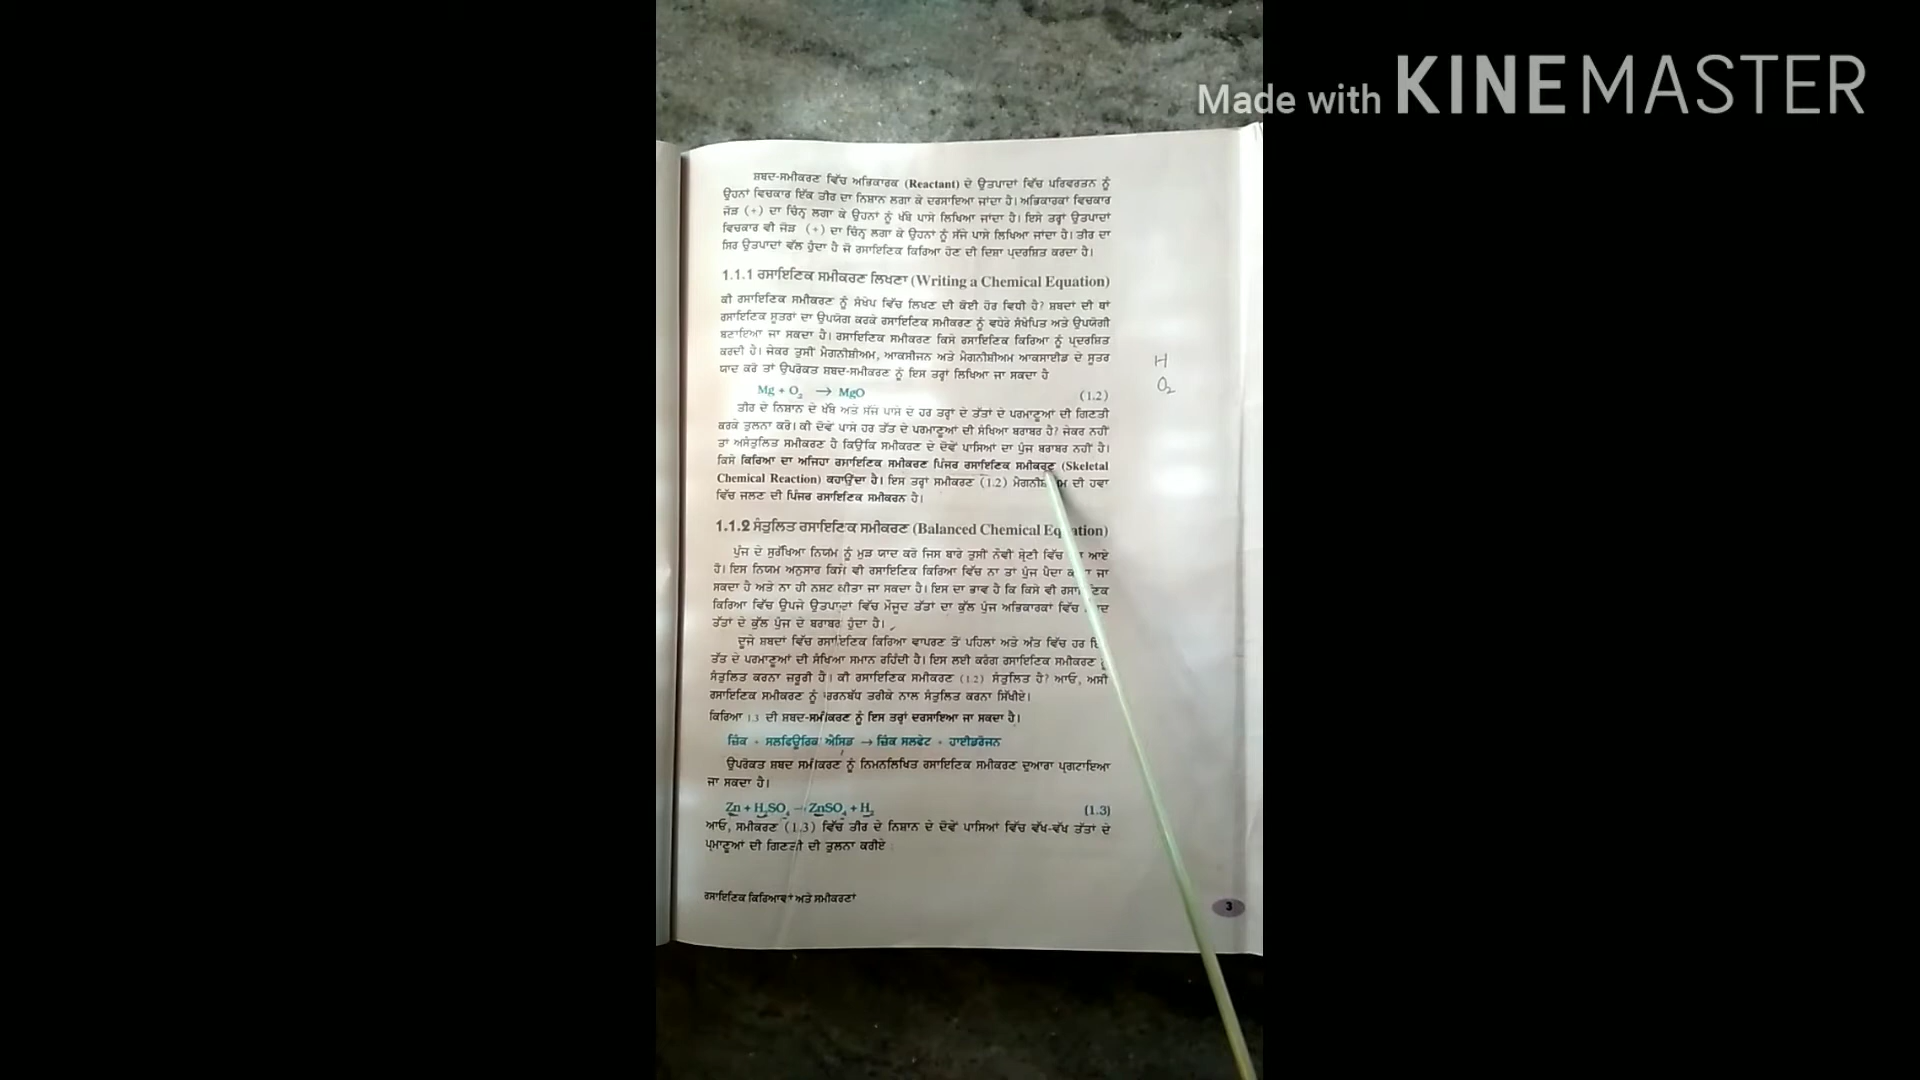 Made with KINEMASTER
ਸ਼ਬਦ-ਸਮੀਕਰਣ ਵਿੱਚ ਅਭਿਕਾਰਕ (Reactant) ਦੇ ਉਤਪਾਦਾਂ ਵਿੱਚ ਪਰਿਵਰਤਨ ਨੂੰ
ਉਹਨਾਂ ਵਿਚਕਾਰ ਇੱਕ ਤੀਰ ਦਾ ਨਿਸ਼ਾਨ ਲਗਾ ਕੇ ਦਰਸਾਇਆ ਜਾਂਦਾ ਹੈ। ਅਭਿਕਾਰਕਾਂ ਵਿਚਕਾਰ
ਜੋੜ (+) ਦਾ ਚਿੰਨ੍ਹ ਲਗਾ ਕੇ ਉਹਨਾਂ ਨੂੰ ਖੱਬੇ ਪਾਸੇ ਲਿਖਿਆ ਜਾਂਦਾ ਹੈ। ਇਸੇ ਤਰ੍ਹਾਂ ਉਤਪਾਦਾਂ
ਵਿਚਕਾਰ ਵੀ ਜੋੜ (+) ਦਾ ਚਿੰਨ੍ਹ ਲਗਾ ਕੇ ਉਹਨਾਂ ਨੂੰ ਸੱਜੇ ਪਾਸੇ ਲਿਖਿਆ ਜਾਂਦਾ ਹੈ। ਤੀਰ ਦਾ
ਸਿਰ ਉਤਪਾਦਾਂ ਵੱਲ ਹੁੰਦਾ ਹੈ ਜੋ ਰਸਾਇਣਿਕ ਕਿਰਿਆ ਹੋਣ ਦੀ ਦਿਸ਼ਾ ਪ੍ਰਦਰਸ਼ਿਤ ਕਰਦਾ ਹੈ।
1.1.1 ਰਸਾਇਣਿਕ ਸਮੀਕਰਣ ਲਿਖਣਾ (Writing a Chemical Equation)
ਕੀ ਰਸਾਇਣਿਕ ਸਮੀਕਰਣ ਨੂੰ ਸੰਖੇਪ ਵਿੱਚ ਲਿਖਣ ਦੀ ਕੋਈ ਹੋਰ ਵਿਧੀ ਹੈ? ਸ਼ਬਦਾਂ ਦੀ ਥਾਂ
ਰਸਾਇਣਿਕ ਸੂਤਰਾਂ ਦਾ ਉਪਯੋਗ ਕਰਕੇ ਰਸਾਇਣਿਕ ਸਮੀਕਰਣ ਨੂੰ ਵਧੇਰੇ ਸੰਖੇਪਿਤ ਅਤੇ ਉਪਯੋਗੀ
ਬਣਾਇਆ ਜਾ ਸਕਦਾ ਹੈ। ਰਸਾਇਣਿਕ ਸਮੀਕਰਣ ਕਿਸੇ ਰਸਾਇਣਿਕ ਕਿਰਿਆ ਨੂੰ ਪ੍ਰਦਰਸ਼ਿਤ
ਕਰਦੀ ਹੈ। ਜੇਕਰ ਤੁਸੀਂ ਮੈਗਨੀਸ਼ੀਅਮ, ਆਕਸੀਜਨ ਅਤੇ ਮੈਗਨੀਸ਼ੀਅਮ ਆਕਸਾਈਡ ਦੇ ਸੂਤਰ
ਯਾਦ ਕਰੋ ਤਾਂ ਉਪਰੋਕਤ ਸ਼ਬਦ-ਸਮੀਕਰਣ ਨੂੰ ਇਸ ਤਰ੍ਹਾਂ ਲਿਖਿਆ ਜਾ ਸਕਦਾ ਹੈ
H
O₂
Mg + O₂ → MgO (1.2)
ਤੀਰ ਦੇ ਨਿਸ਼ਾਨ ਦੇ ਖੱਬੇ ਅਤੇ ਸੱਜੇ ਪਾਸੇ ਦੇ ਹਰ ਤਰ੍ਹਾਂ ਦੇ ਤੱਤਾਂ ਦੇ ਪਰਮਾਣੂਆਂ ਦੀ ਗਿਣਤੀ
ਕਰਕੇ ਤੁਲਨਾ ਕਰੋ। ਕੀ ਦੋਵੇਂ ਪਾਸੇ ਹਰ ਤੱਤ ਦੇ ਪਰਮਾਣੂਆਂ ਦੀ ਸੰਖਿਆ ਬਰਾਬਰ ਹੈ? ਜੇਕਰ ਨਹੀਂ
ਤਾਂ ਅਸੰਤੁਲਿਤ ਸਮੀਕਰਣ ਹੈ ਕਿਉਂਕਿ ਸਮੀਕਰਣ ਦੇ ਦੋਵੇਂ ਪਾਸਿਆਂ ਦਾ ਪੁੰਜ ਬਰਾਬਰ ਨਹੀਂ ਹੈ।
ਕਿਸੇ ਕਿਰਿਆ ਦਾ ਅਜਿਹਾ ਰਸਾਇਣਿਕ ਸਮੀਕਰਣ ਪਿੰਜਰ ਰਸਾਇਣਿਕ ਸਮੀਕਰਣ (Skeletal
Chemical Reaction) ਕਹਾਉਂਦਾ ਹੈ। ਇਸ ਤਰ੍ਹਾਂ ਸਮੀਕਰਣ (1.2) ਦੀ ਹਵਾ
ਵਿੱਚ ਜਲਣ ਦੀ ਪਿੰਜਰ ਰਸਾਇਣਿਕ ਸਮੀਕਰਨ ਹੈ।
1.1.2 ਸੰਤੁਲਿਤ ਰਸਾਇਣਿਕ ਸਮੀਕਰਣ (Balanced Chemical Equation)
ਪੁੰਜ ਦੇ ਸੁਰੱਖਿਆ ਨਿਯਮ ਨੂੰ ਮੁੜ ਯਾਦ ਕਰੋ ਜਿਸ ਬਾਰੇ ਤੁਸੀਂ ਨੌਵੀਂ ਸ਼੍ਰੇਣੀ ਵਿੱਚ ਆਏ
ਹੋ। ਇਸ ਨਿਯਮ ਅਨੁਸਾਰ ਕਿਸੇ ਵੀ ਰਸਾਇਣਿਕ ਕਿਰਿਆ ਵਿੱਚ ਨਾ ਤਾਂ ਪੁੰਜ ਪੈਦਾ ਜਾ
ਸਕਦਾ ਹੈ ਅਤੇ ਨਾ ਹੀ ਨਸ਼ਟ ਕੀਤਾ ਜਾ ਸਕਦਾ ਹੈ। ਇਸ ਦਾ ਭਾਵ ਹੈ ਕਿ ਕਿਸੇ ਵੀ
ਕਿਰਿਆ ਵਿੱਚ ਉਪਜੇ ਉਤਪਾਦਾਂ ਵਿੱਚ ਮੌਜੂਦ ਤੱਤਾਂ ਦਾ ਕੁੱਲ ਪੁੰਜ ਅਭਿਕਾਰਕਾਂ ਵਿੱਚ
ਤੱਤਾਂ ਦੇ ਕੁੱਲ ਪੁੰਜ ਦੇ ਬਰਾਬਰ ਹੁੰਦਾ ਹੈ।
ਦੂਜੇ ਸ਼ਬਦਾਂ ਵਿੱਚ ਰਸਾਇਣਿਕ ਕਿਰਿਆ ਵਾਪਰਣ ਤੋਂ ਪਹਿਲਾਂ ਅਤੇ ਅੰਤ ਵਿੱਚ ਹਰ
ਤੱਤ ਦੇ ਪਰਮਾਣੂਆਂ ਦੀ ਸੰਖਿਆ ਸਮਾਨ ਰਹਿੰਦੀ ਹੈ। ਇਸ ਲਈ ਕਰੰਗ ਰਸਾਇਣਿਕ ਸਮੀਕਰਣ
ਸੰਤੁਲਿਤ ਕਰਨਾ ਜ਼ਰੂਰੀ ਹੈ। ਕੀ ਰਸਾਇਣਿਕ ਸਮੀਕਰਣ (1.2) ਸੰਤੁਲਿਤ ਹੈ? ਆਓ, ਅਸੀਂ
ਰਸਾਇਣਿਕ ਸਮੀਕਰਣ ਨੂੰ ਤਰੀਕੇ ਨਾਲ ਸੰਤੁਲਿਤ ਕਰਨਾ ਸਿੱਖੀਏ।
ਕਿਰਿਆ 1.3 ਦੀ ਸ਼ਬਦ-ਸਮੀਕਰਣ ਨੂੰ ਇਸ ਤਰ੍ਹਾਂ ਦਰਸਾਇਆ ਜਾ ਸਕਦਾ ਹੈ।
ਜ਼ਿੰਕ + ਸਲਫਿਊਰਿਕ ਐਸਿਡ → ਜ਼ਿੰਕ ਸਲਫੇਟ + ਹਾਈਡਰੋਜਨ
ਉਪਰੋਕਤ ਸ਼ਬਦ ਸਮੀਕਰਣ ਨੂੰ ਨਿਮਨਲਿਖਿਤ ਰਸਾਇਣਿਕ ਸਮੀਕਰਣ ਦੁਆਰਾ ਪ੍ਰਗਟਾਇਆ
ਜਾ ਸਕਦਾ ਹੈ।
Zn + H₂SO₄ → ZnSO₄ + H₂ (1.3)
ਆਓ, ਸਮੀਕਰਣ (1.3) ਵਿੱਚ ਤੀਰ ਦੇ ਨਿਸ਼ਾਨ ਦੇ ਦੋਵੇਂ ਪਾਸਿਆਂ ਵਿੱਚ ਵੱਖ-ਵੱਖ ਤੱਤਾਂ ਦੇ
ਪ੍ਰਮਾਣੂਆਂ ਦੀ ਗਿਣਤੀ ਦੀ ਤੁਲਨਾ ਕਰੀਏ
ਰਸਾਇਣਿਕ ਕਿਰਿਆਵਾਂ ਅਤੇ ਸਮੀਕਰਣਾਂ
3